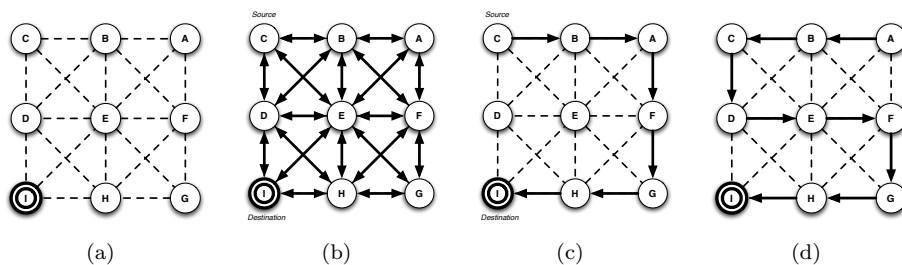 Source Source
C B A C B A C B A C B A
D E F D E F D E F D E F
I H G I H G I H G I H G
Destination Destination
(a) (b) (c) (d)